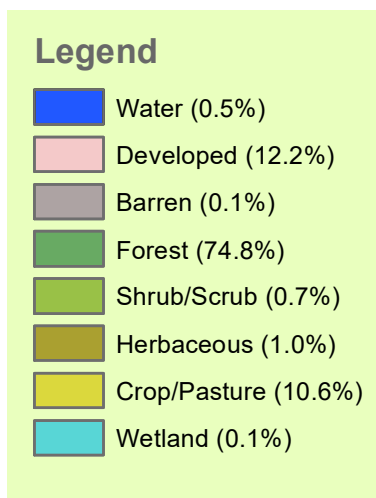 Legend
Water (0.5%)
Developed (12.2%)
Barren (0.1%)
Forest (74.8%)
Shrub/Scrub (0.7%)
Herbaceous (1.0%)
Crop/Pasture (10.6%)
Wetland (0.1%)